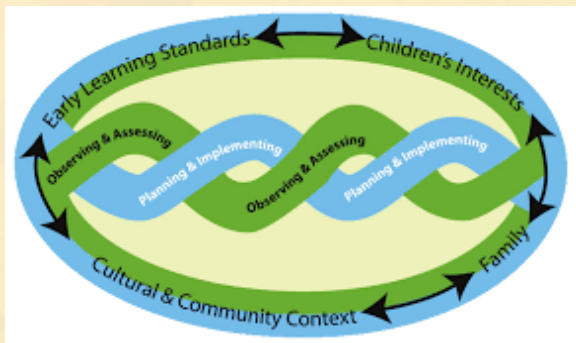 Early Learning Standards
Children's Interests
Observing & Assessing
Planning & Implementing
Observing & Assessing
Planning & Implementing
Cultural & Community Context
Family